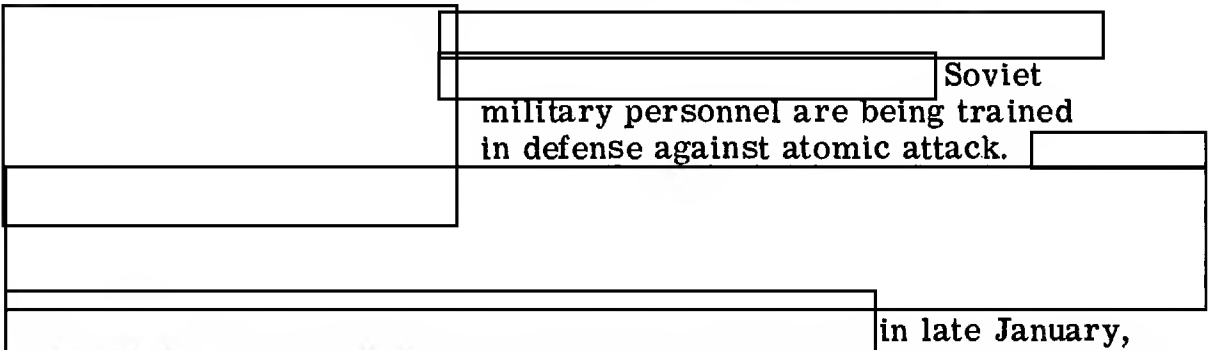 Soviet
military personnel are being trained
in defense against atomic attack.
in late January,